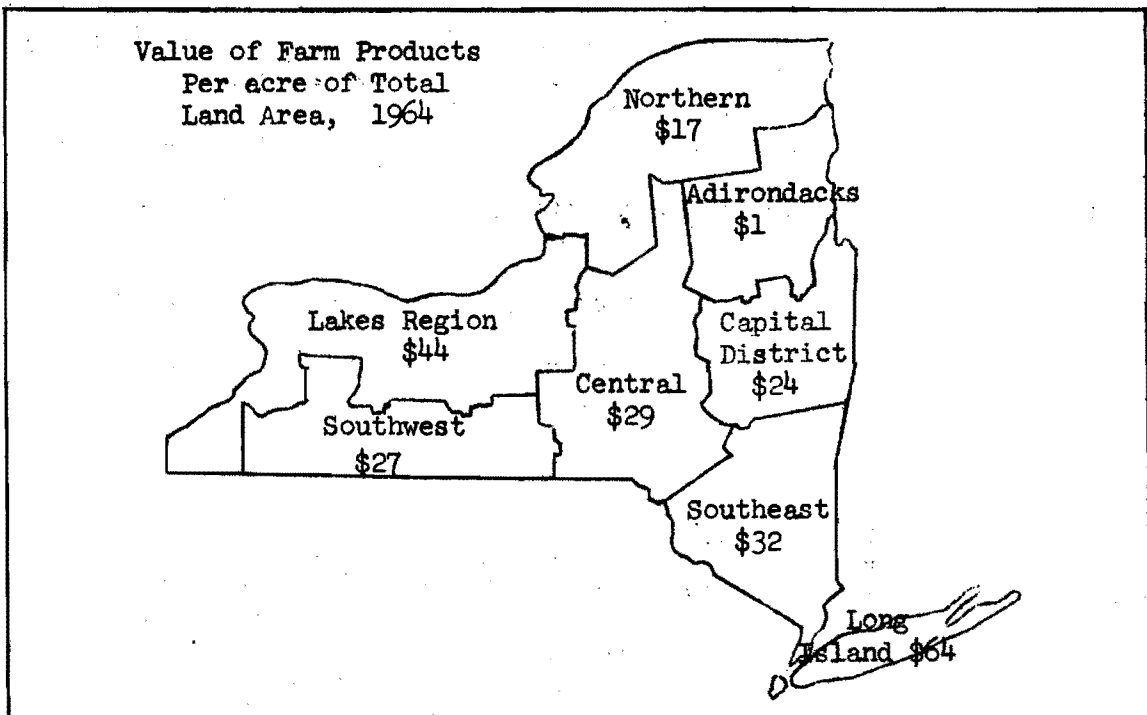 Value of Farm Products
Per acre of Total
Land Area, 1964
Northern
$17
Adirondacks
$1
Lakes Region
$44
Capital
District
$24
Central
$29
Southwest
$27
Southeast
$32
Long
Island $64